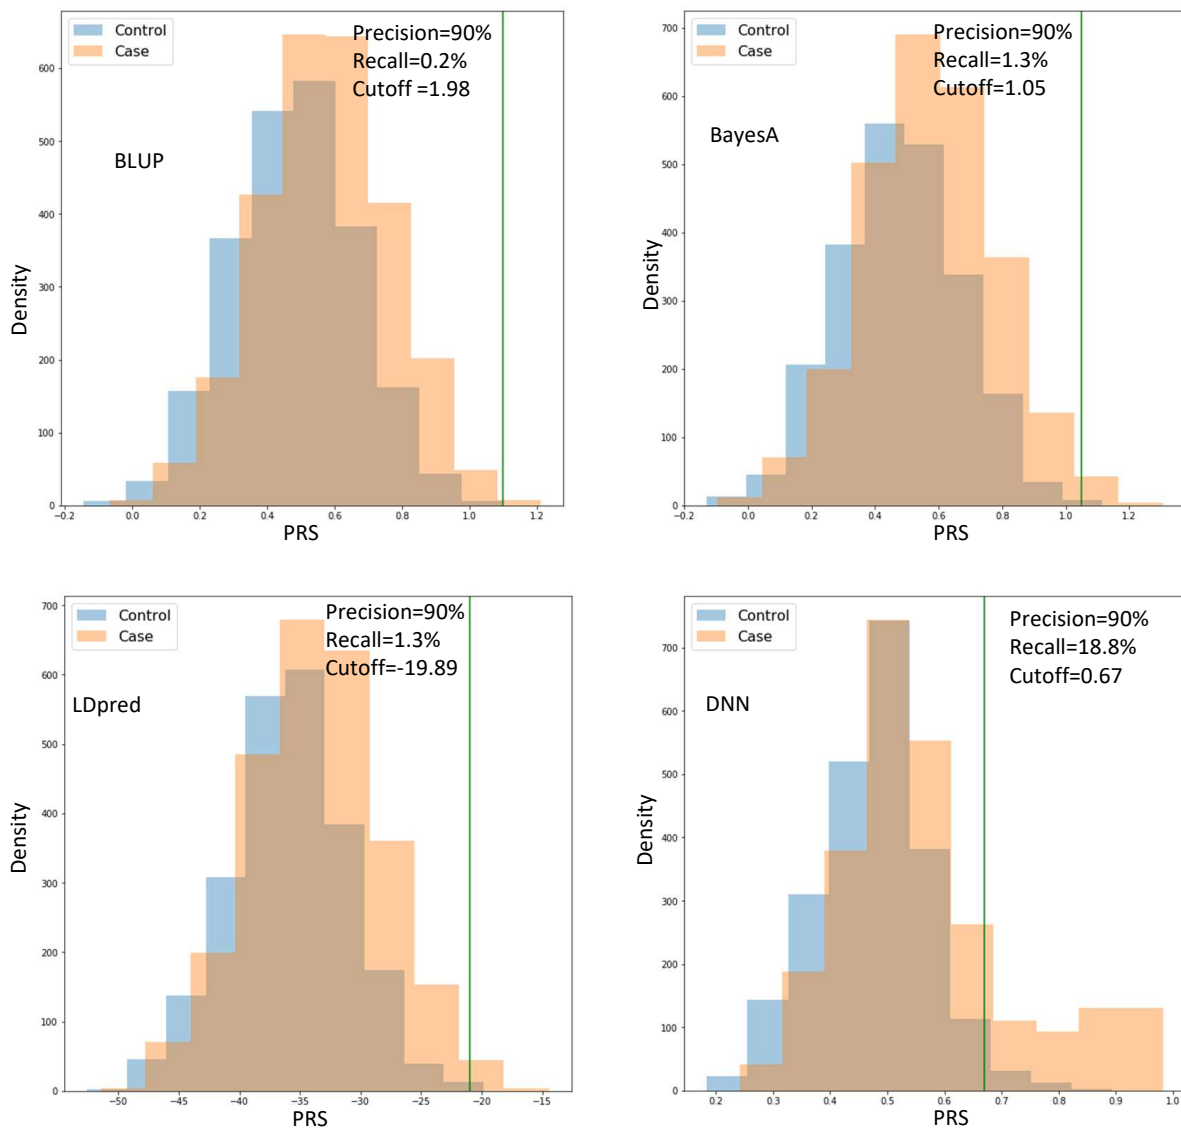 Control
Case
Precision=90%
Recall=0.2%
Cutoff =1.98
BLUP
Density
600
500
400
300
200
100
0
−0.2
0.0
0.2
0.4
0.6
0.8
1.0
1.2
PRS
Control
Case
Precision=90%
Recall=1.3%
Cutoff=1.05
BayesA
Density
700
600
500
400
300
200
100
0
−0.2
0.0
0.2
0.4
0.6
0.8
1.0
1.2
PRS
Control
Case
Precision=90%
Recall=1.3%
Cutoff=-19.89
LDpred
Density
700
600
500
400
300
200
100
0
−50
−45
−40
−35
−30
−25
−20
−15
PRS
Control
Case
Precision=90%
Recall=18.8%
Cutoff=0.67
DNN
Density
700
600
500
400
300
200
100
0
0.2
0.3
0.4
0.5
0.6
0.7
0.8
0.9
1.0
PRS